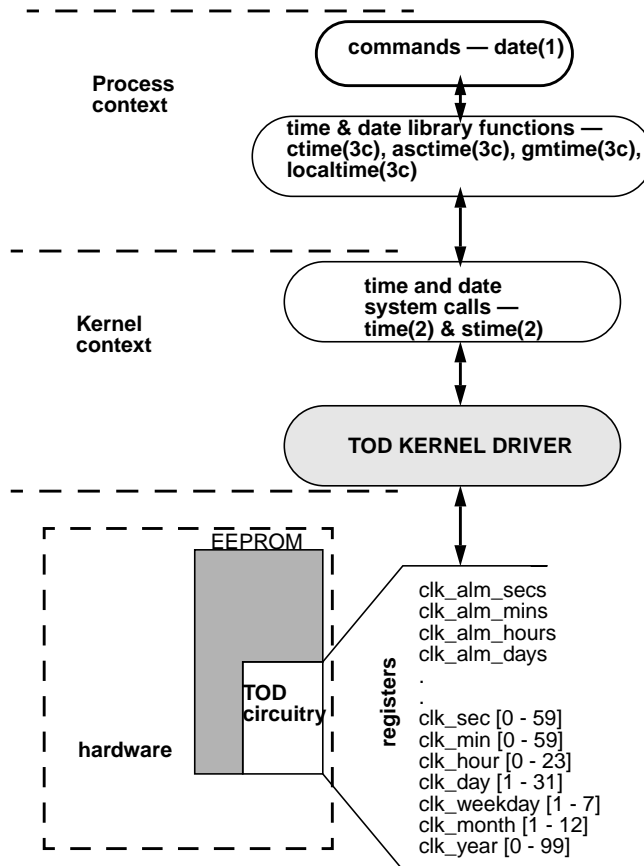 commands — date(1)
Process
context
time & date library functions —
ctime(3c), asctime(3c), gmtime(3c),
localtime(3c)
time and date
system calls —
time(2) & stime(2)
Kernel
context
TOD KERNEL DRIVER
EEPROM
TOD
circuitry
hardware
registers
clk_alm_secs
clk_alm_mins
clk_alm_hours
clk_alm_days
.
.
clk_sec [0 - 59]
clk_min [0 - 59]
clk_hour [0 - 23]
clk_day [1 - 31]
clk_weekday [1 - 7]
clk_month [1 - 12]
clk_year [0 - 99]